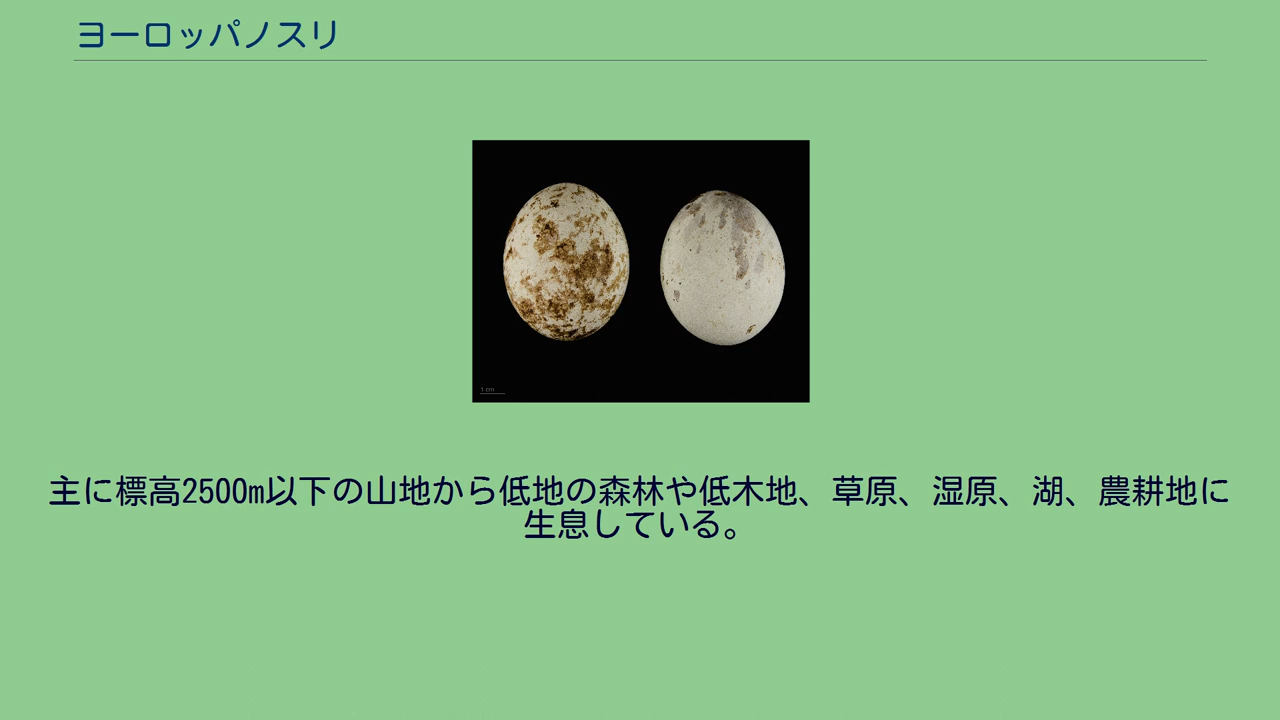 ヨーロッパノスリ
1 cm
主に標高2500m以下の山地から低地の森林や低木地、草原、湿原、湖、農耕地に
生息している。